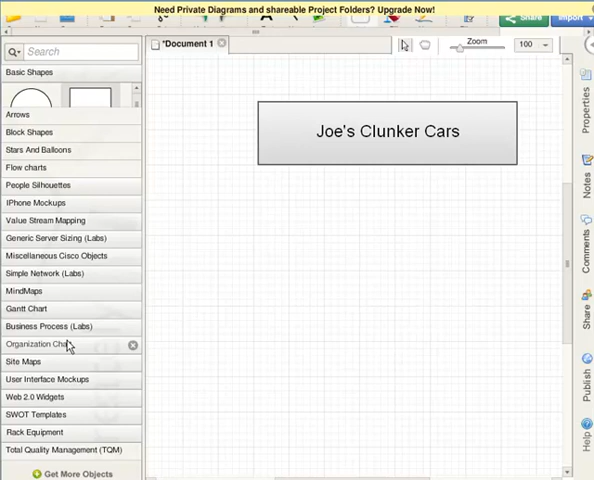 Need Private Diagrams and shareable Project Folders? Upgrade Now!
Share
Import
*Document 1
Zoom
100
Search
Basic Shapes
Arrows
Block Shapes
Stars And Balloons
Flow charts
People Silhouettes
IPhone Mockups
Value Stream Mapping
Generic Server Sizing (Labs)
Miscellaneous Cisco Objects
Simple Network (Labs)
MindMaps
Gantt Chart
Business Process (Labs)
Organization
Site Maps
User Interface Mockups
Web 2.0 Widgets
SWOT Templates
Rack Equipment
Total Quality Management (TQM)
Get More Objects
Joe's Clunker Cars
Properties
Notes
Comments
Share
Publish
Help